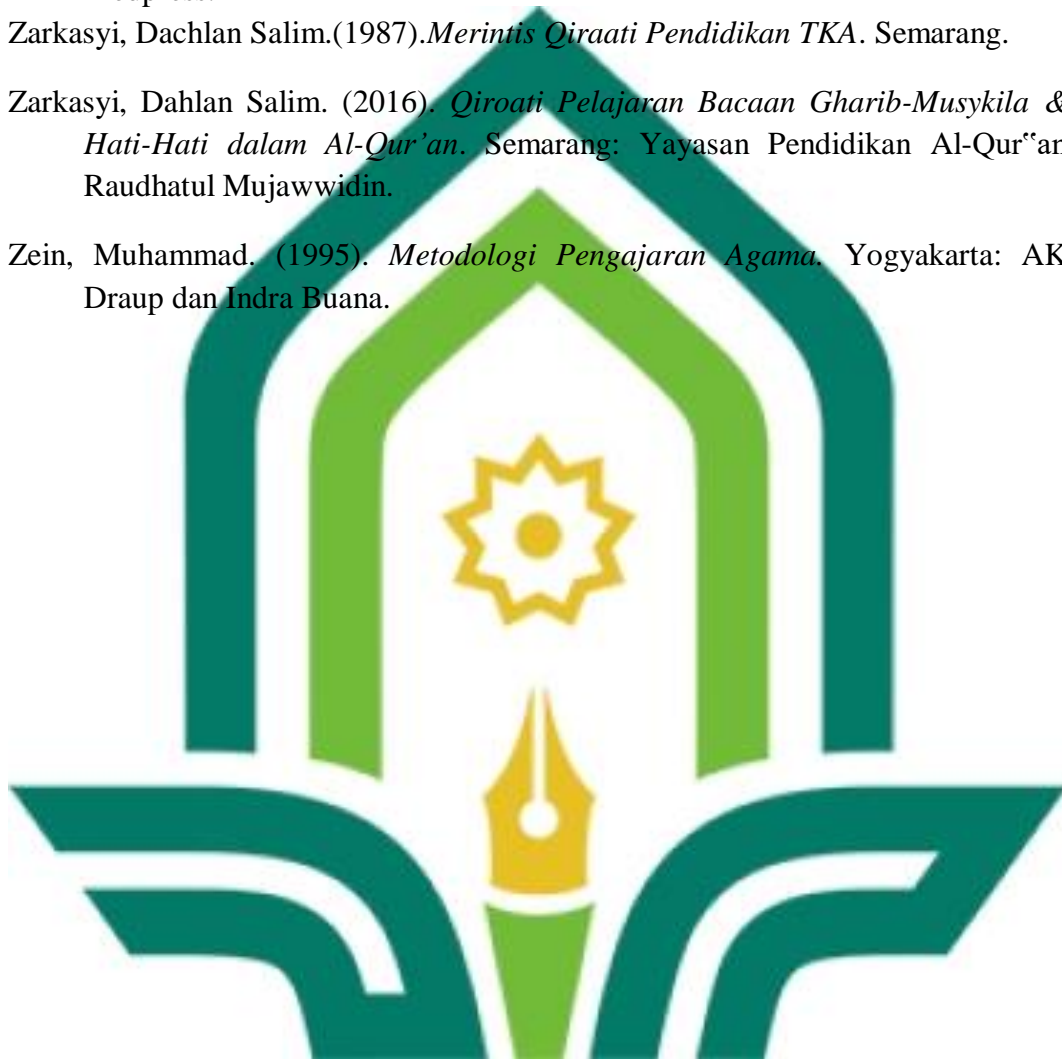 Zarkasyi, Dachlan Salim.(1987).Merintis Qiraati Pendidikan TKA. Semarang.
Zarkasyi, Dahlan Salim. (2016). Qiroati Pelajaran Bacaan Gharib-Musykila &
Hati-Hati dalam Al-Qur’an. Semarang: Yayasan Pendidikan Al-Qur‟an
Raudhatul Mujawwidin.
Zein, Muhammad. (1995). Metodologi Pengajaran Agama. Yogyakarta: AK
Draup dan Indra Buana.